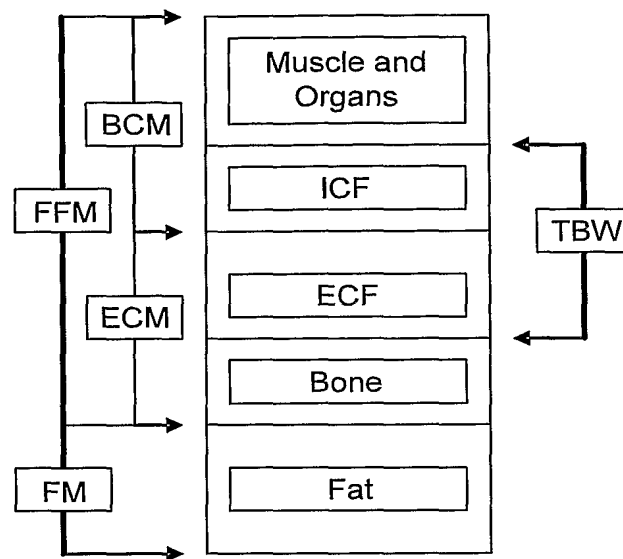 Muscle and
Organs
BCM
ICF
FFM
TBW
ECF
ECM
Bone
FM
Fat